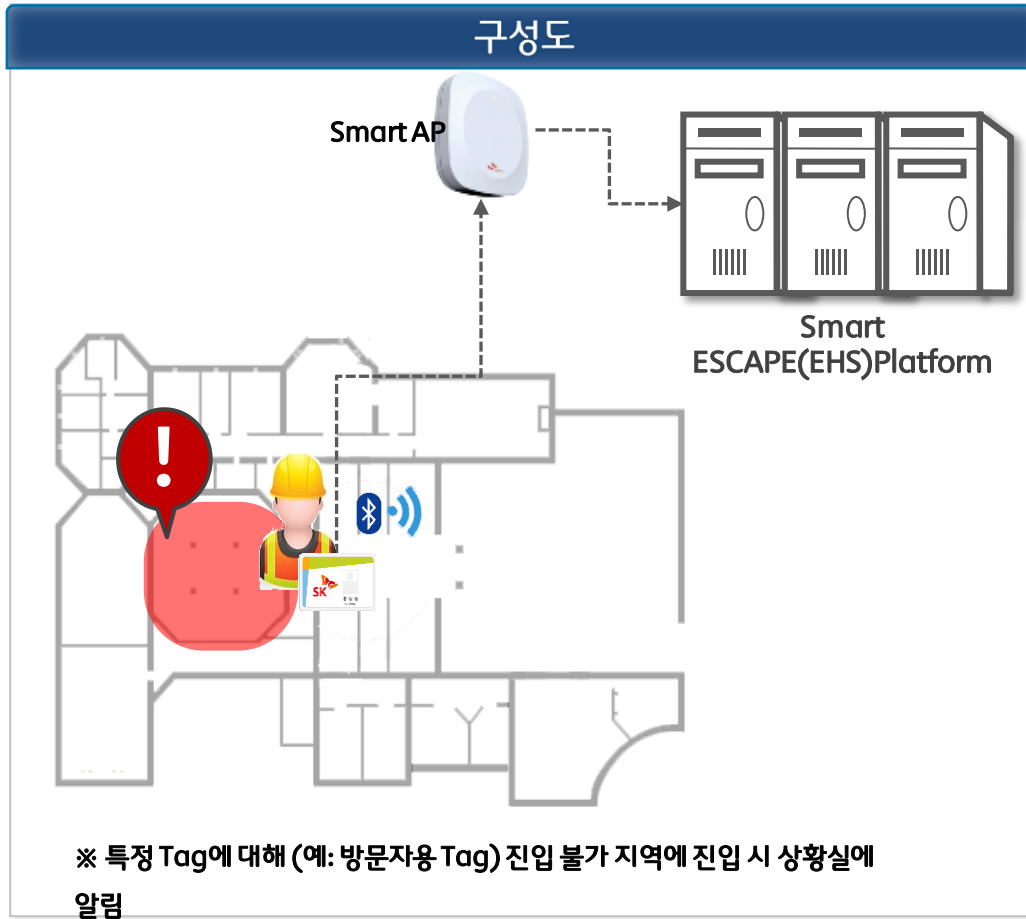 구성도
Smart AP
Smart
ESCAPE(EHS)Platform
SK
※ 특정 Tag에 대해 (예: 방문자용 Tag) 진입 불가 지역에 진입 시 상황실에
알림